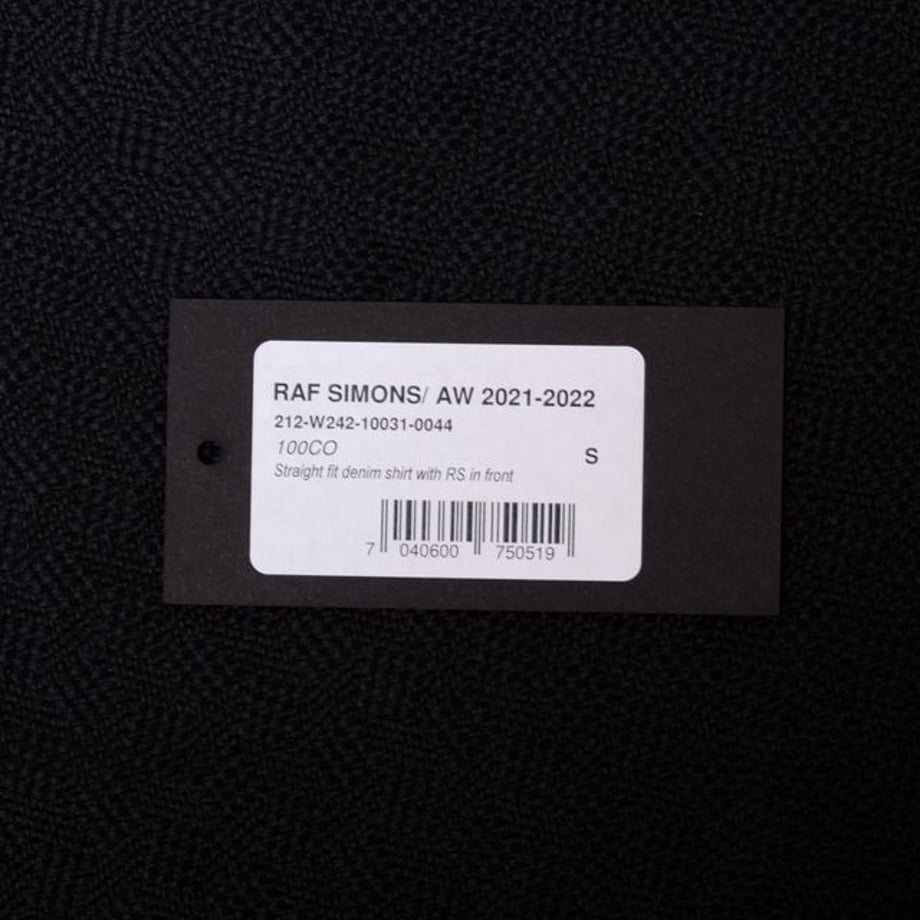 RAF SIMONS/ AW 2021-2022
212-W242-10031-0044
100CO
S
Straight fit denim shirt with RS in front
7 040600 750519